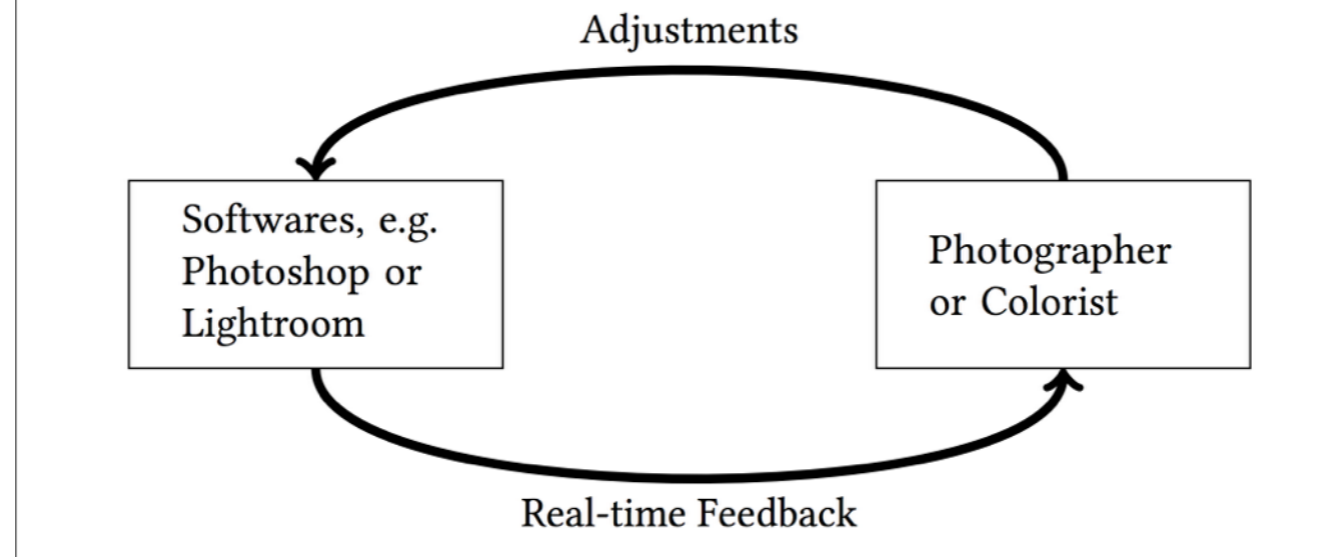 Adjustments
Softwares, e.g.
Photoshop or
Lightroom
Photographer
or Colorist
Real-time Feedback